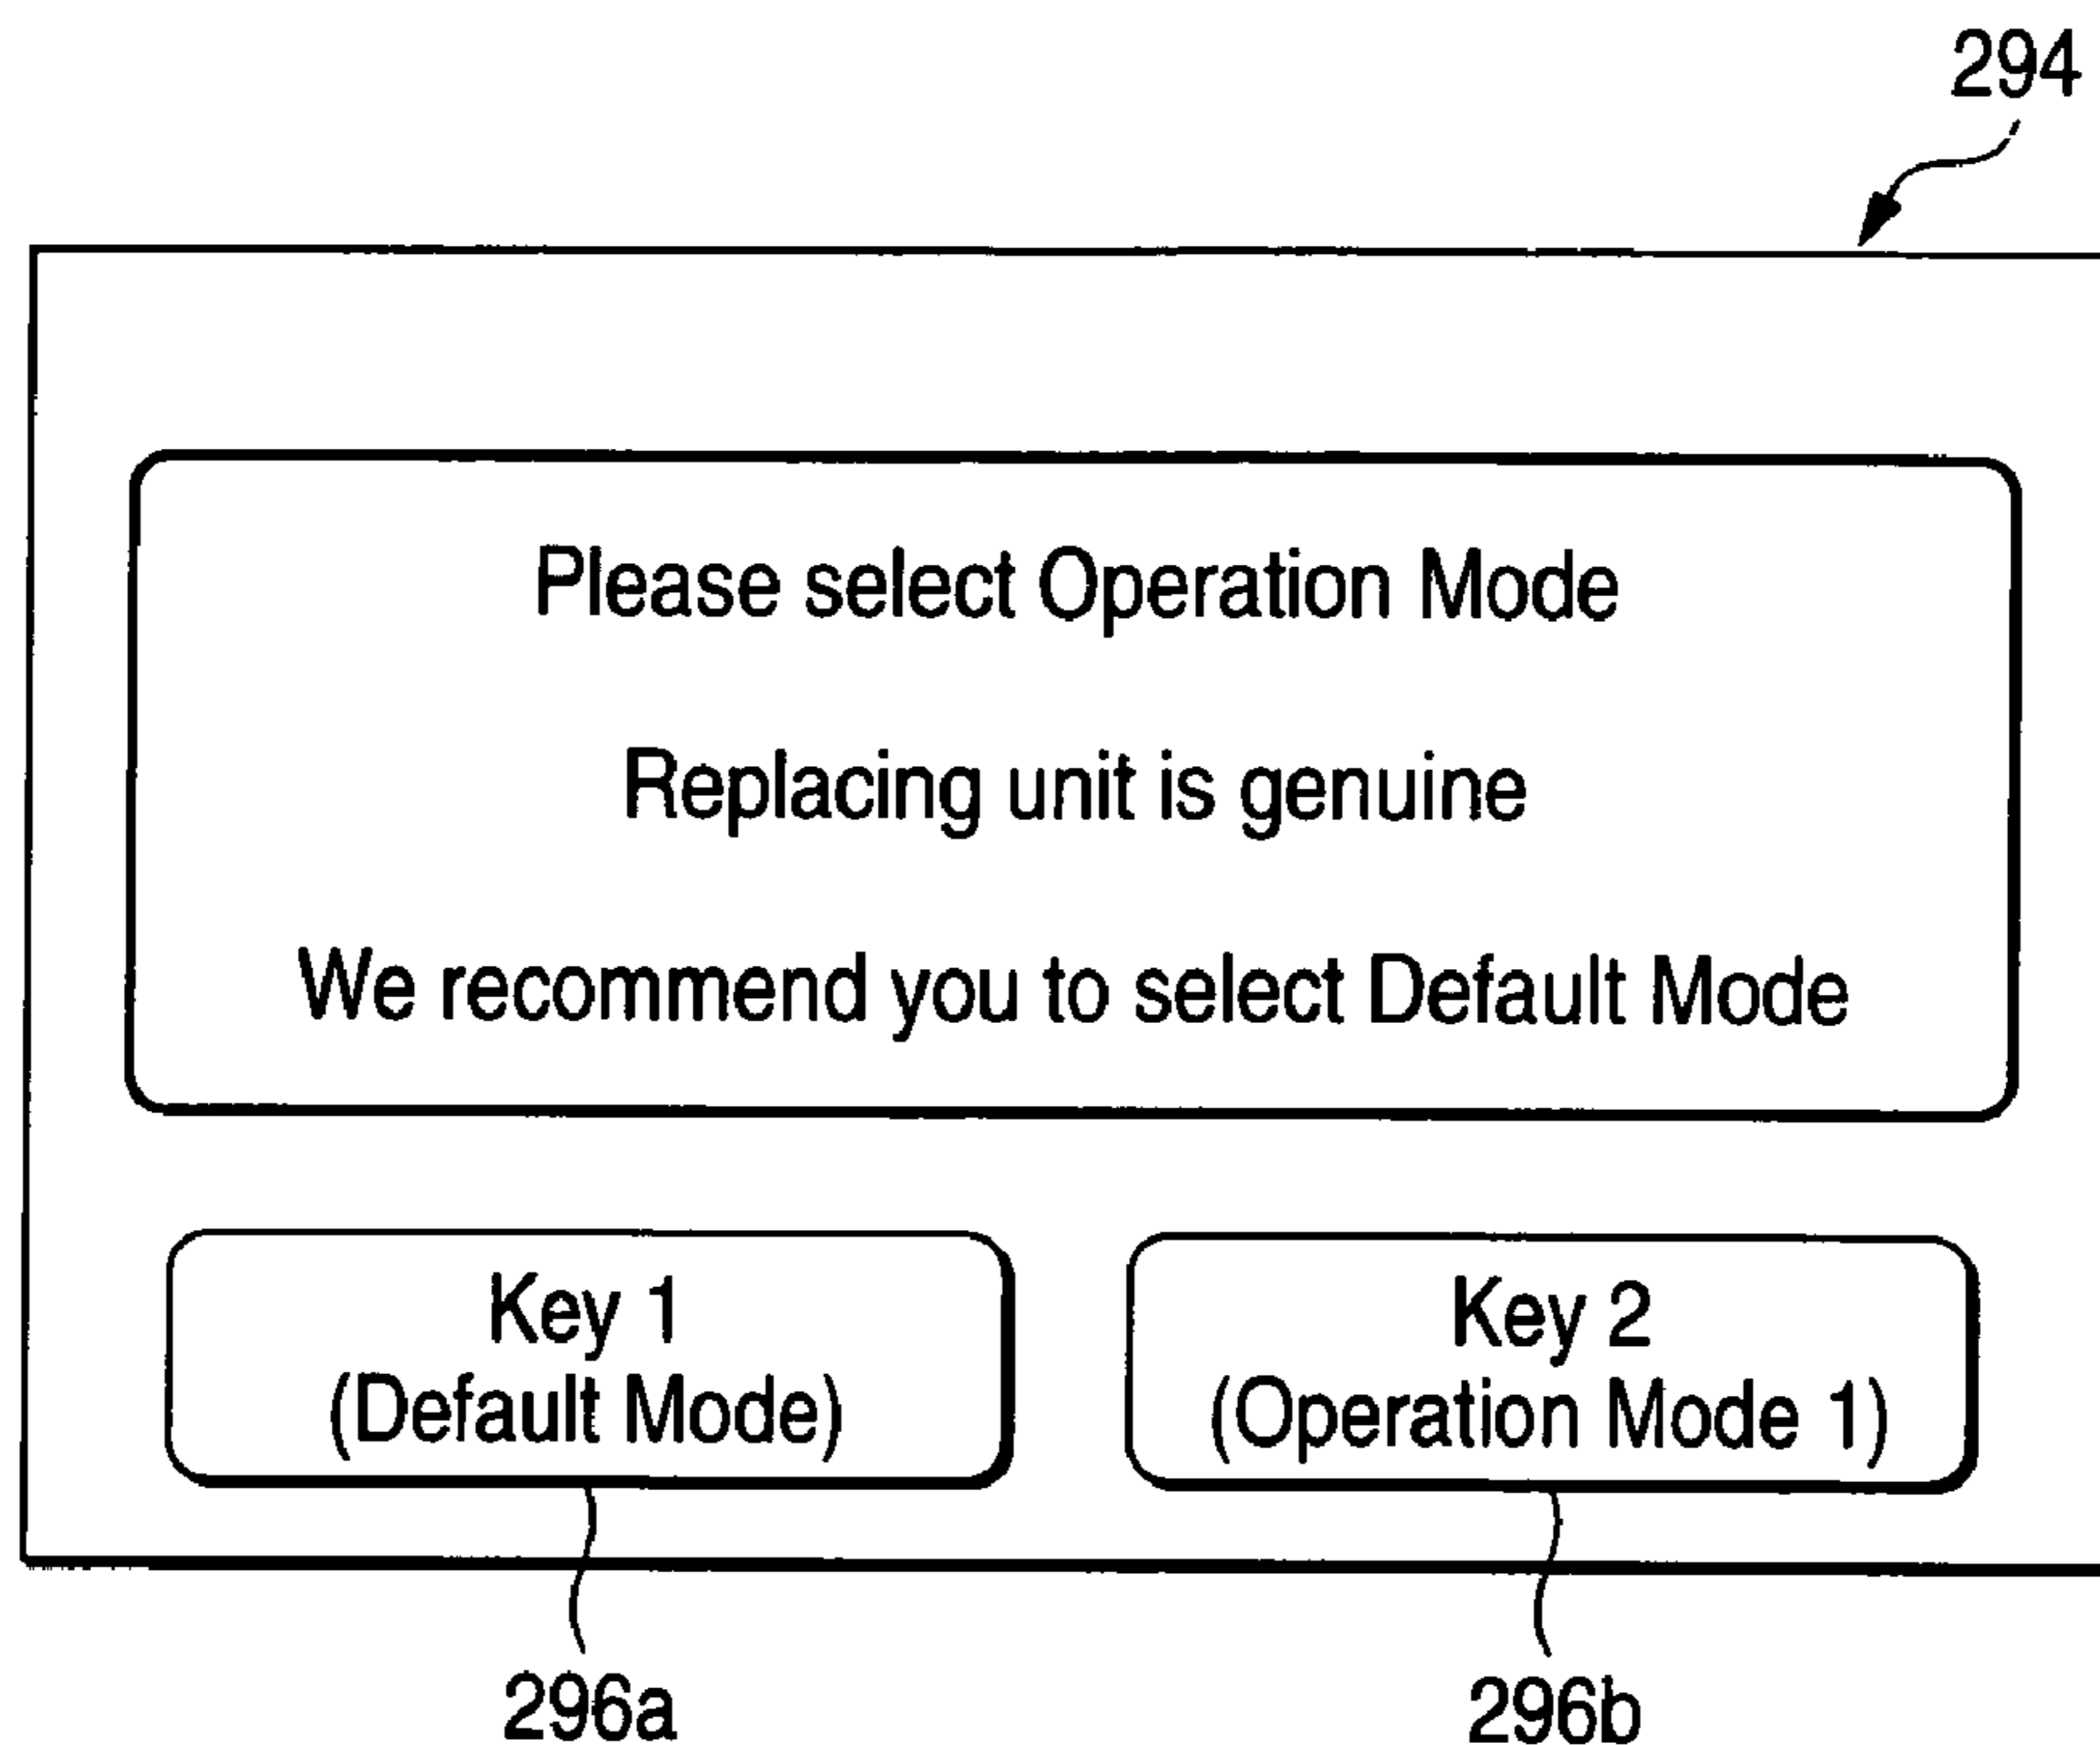 294
Please select Operation Mode
Replacing unit is genuine
We recommend you to select Default Mode
Key 1
(Default Mode)
Key 2
(Operation Mode 1)
296a
296b